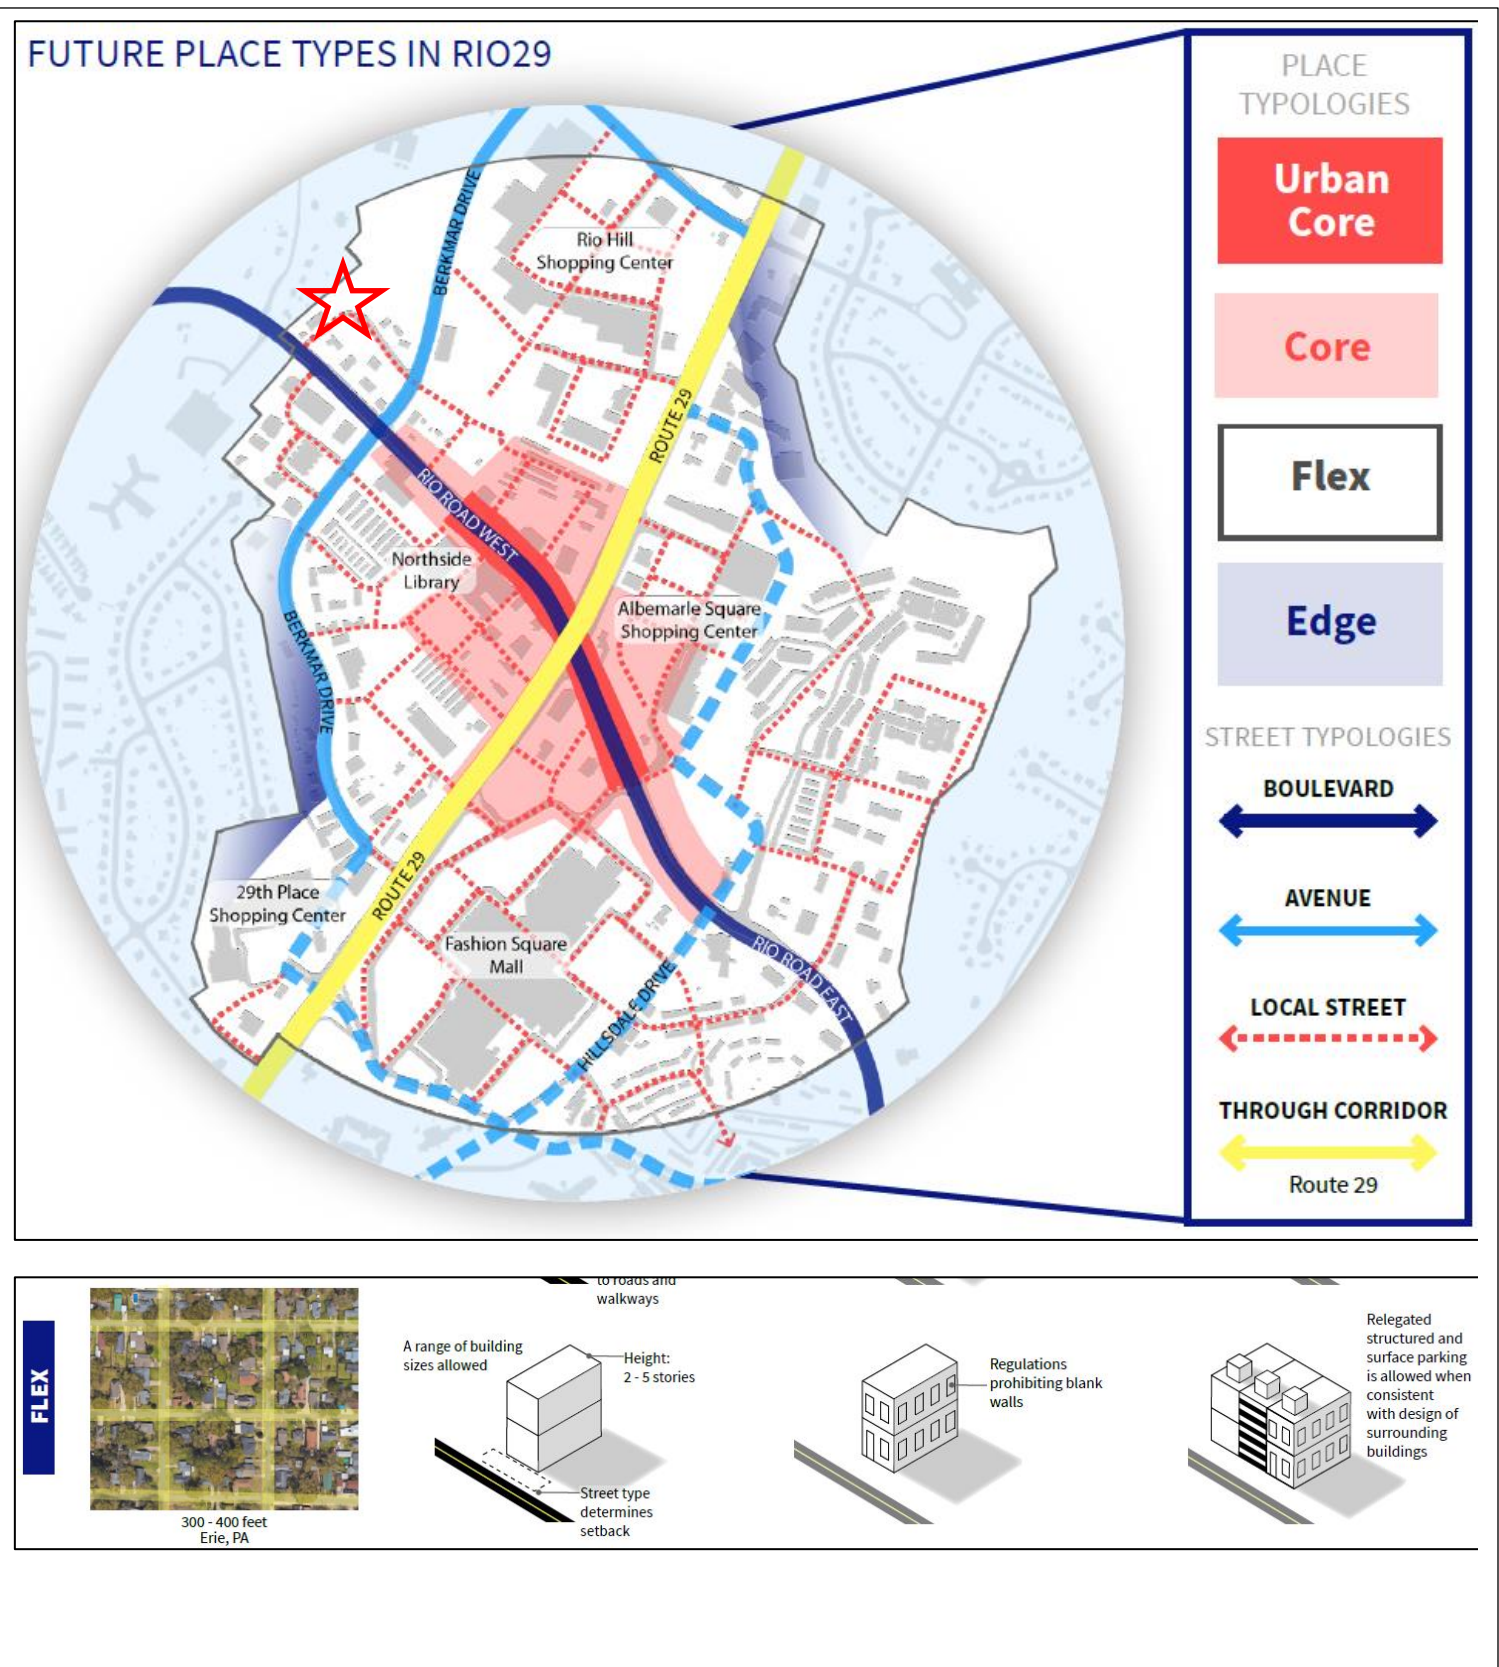 FUTURE PLACE TYPES IN RIO29
BERKMAR DRIVE
Rio Hill
Shopping Center
ROUTE 29
RIO ROAD WEST
Northside
Library
Albemarle Square
Shopping Center
BERKMAR DRIVE
ROUTE 29
29th Place
Shopping Center
Fashion Square
Mall
HILLSDALE DRIVE
RIO ROAD EAST
PLACE
TYPOLOGIES
Urban
Core
Core
Flex
Edge
STREET TYPOLOGIES
BOULEVARD
AVENUE
LOCAL STREET
THROUGH CORRIDOR
Route 29
FLEX
300 - 400 feet
Erie, PA
to roads and
walkways
A range of building
sizes allowed
Height:
2 - 5 stories
Street type
determines
setback
Regulations
prohibiting blank
walls
Relegated
structured and
surface parking
is allowed when
consistent
with design of
surrounding
buildings